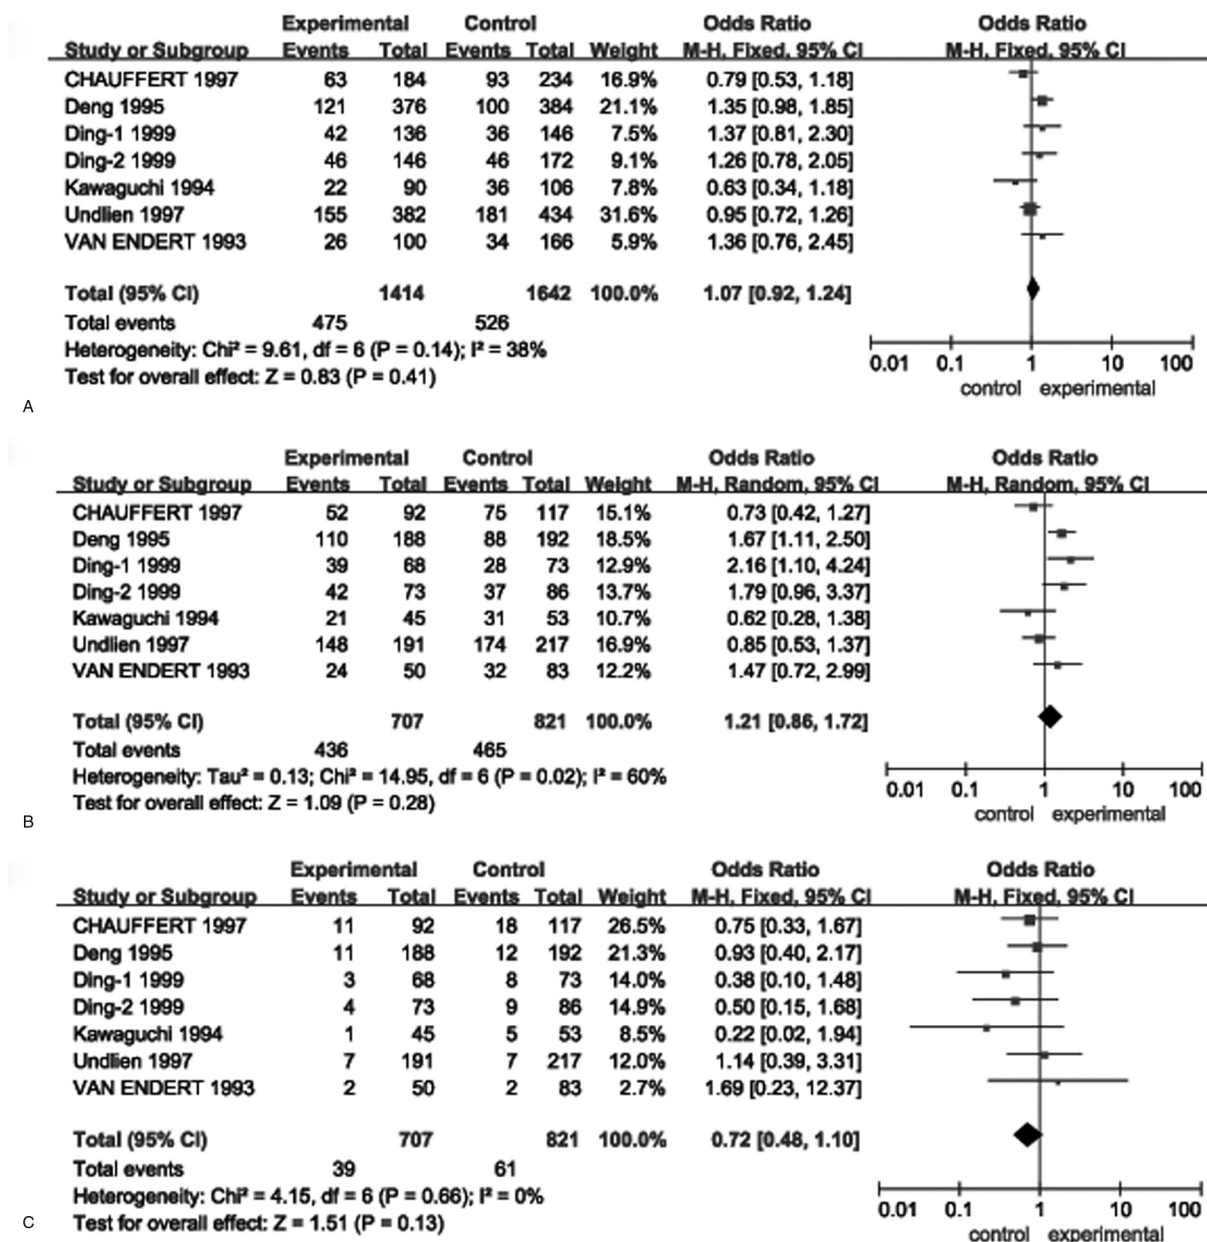 Experimental Control Odds Ratio Odds Ratio
Study or Subgroup Events Total Events Total Weight M-H, Fixed, 95% CI M-H, Fixed, 95% CI
CHAUFFERT 1997 63 184 93 234 16.9% 0.79 [0.53, 1.18]
Deng 1995 121 376 100 384 21.1% 1.35 [0.98, 1.85]
Ding-1 1999 42 136 36 146 7.5% 1.37 [0.81, 2.30]
Ding-2 1999 46 146 46 172 9.1% 1.26 [0.78, 2.05]
Kawaguchi 1994 22 90 36 106 7.8% 0.63 [0.34, 1.18]
Undlien 1997 155 382 181 434 31.6% 0.95 [0.72, 1.26]
VAN ENDERT 1993 26 100 34 166 5.9% 1.36 [0.76, 2.45]
Total (95% CI) 1414 1642 100.0% 1.07 [0.92, 1.24]
Total events 475 526
Heterogeneity: Chi² = 9.61, df = 6 (P = 0.14); I² = 38%
Test for overall effect: Z = 0.83 (P = 0.41)
0.01 0.1 1 10 100
control experimental
A
Experimental Control Odds Ratio Odds Ratio
Study or Subgroup Events Total Events Total Weight M-H, Random, 95% CI M-H, Random, 95% CI
CHAUFFERT 1997 52 92 75 117 15.1% 0.73 [0.42, 1.27]
Deng 1995 110 188 88 192 18.5% 1.67 [1.11, 2.50]
Ding-1 1999 39 68 28 73 12.9% 2.16 [1.10, 4.24]
Ding-2 1999 42 73 37 86 13.7% 1.79 [0.96, 3.37]
Kawaguchi 1994 21 45 31 53 10.7% 0.62 [0.28, 1.38]
Undlien 1997 148 191 174 217 16.9% 0.85 [0.53, 1.37]
VAN ENDERT 1993 24 50 32 83 12.2% 1.47 [0.72, 2.99]
Total (95% CI) 707 821 100.0% 1.21 [0.86, 1.72]
Total events 436 465
Heterogeneity: Tau² = 0.13; Chi² = 14.95, df = 6 (P = 0.02); I² = 60%
Test for overall effect: Z = 1.09 (P = 0.28)
0.01 0.1 1 10 100
control experimental
B
Experimental Control Odds Ratio Odds Ratio
Study or Subgroup Events Total Events Total Weight M-H, Fixed, 95% CI M-H, Fixed, 95% CI
CHAUFFERT 1997 11 92 18 117 26.5% 0.75 [0.33, 1.67]
Deng 1995 11 188 12 192 21.3% 0.93 [0.40, 2.17]
Ding-1 1999 3 68 8 73 14.0% 0.38 [0.10, 1.48]
Ding-2 1999 4 73 9 86 14.9% 0.50 [0.15, 1.68]
Kawaguchi 1994 1 45 5 53 8.5% 0.22 [0.02, 1.94]
Undlien 1997 7 191 7 217 12.0% 1.14 [0.39, 3.31]
VAN ENDERT 1993 2 50 2 83 2.7% 1.69 [0.23, 12.37]
Total (95% CI) 707 821 100.0% 0.72 [0.48, 1.10]
Total events 39 61
Heterogeneity: Chi² = 4.15, df = 6 (P = 0.66); I² = 0%
Test for overall effect: Z = 1.51 (P = 0.13)
0.01 0.1 1 10 100
control experimental
C